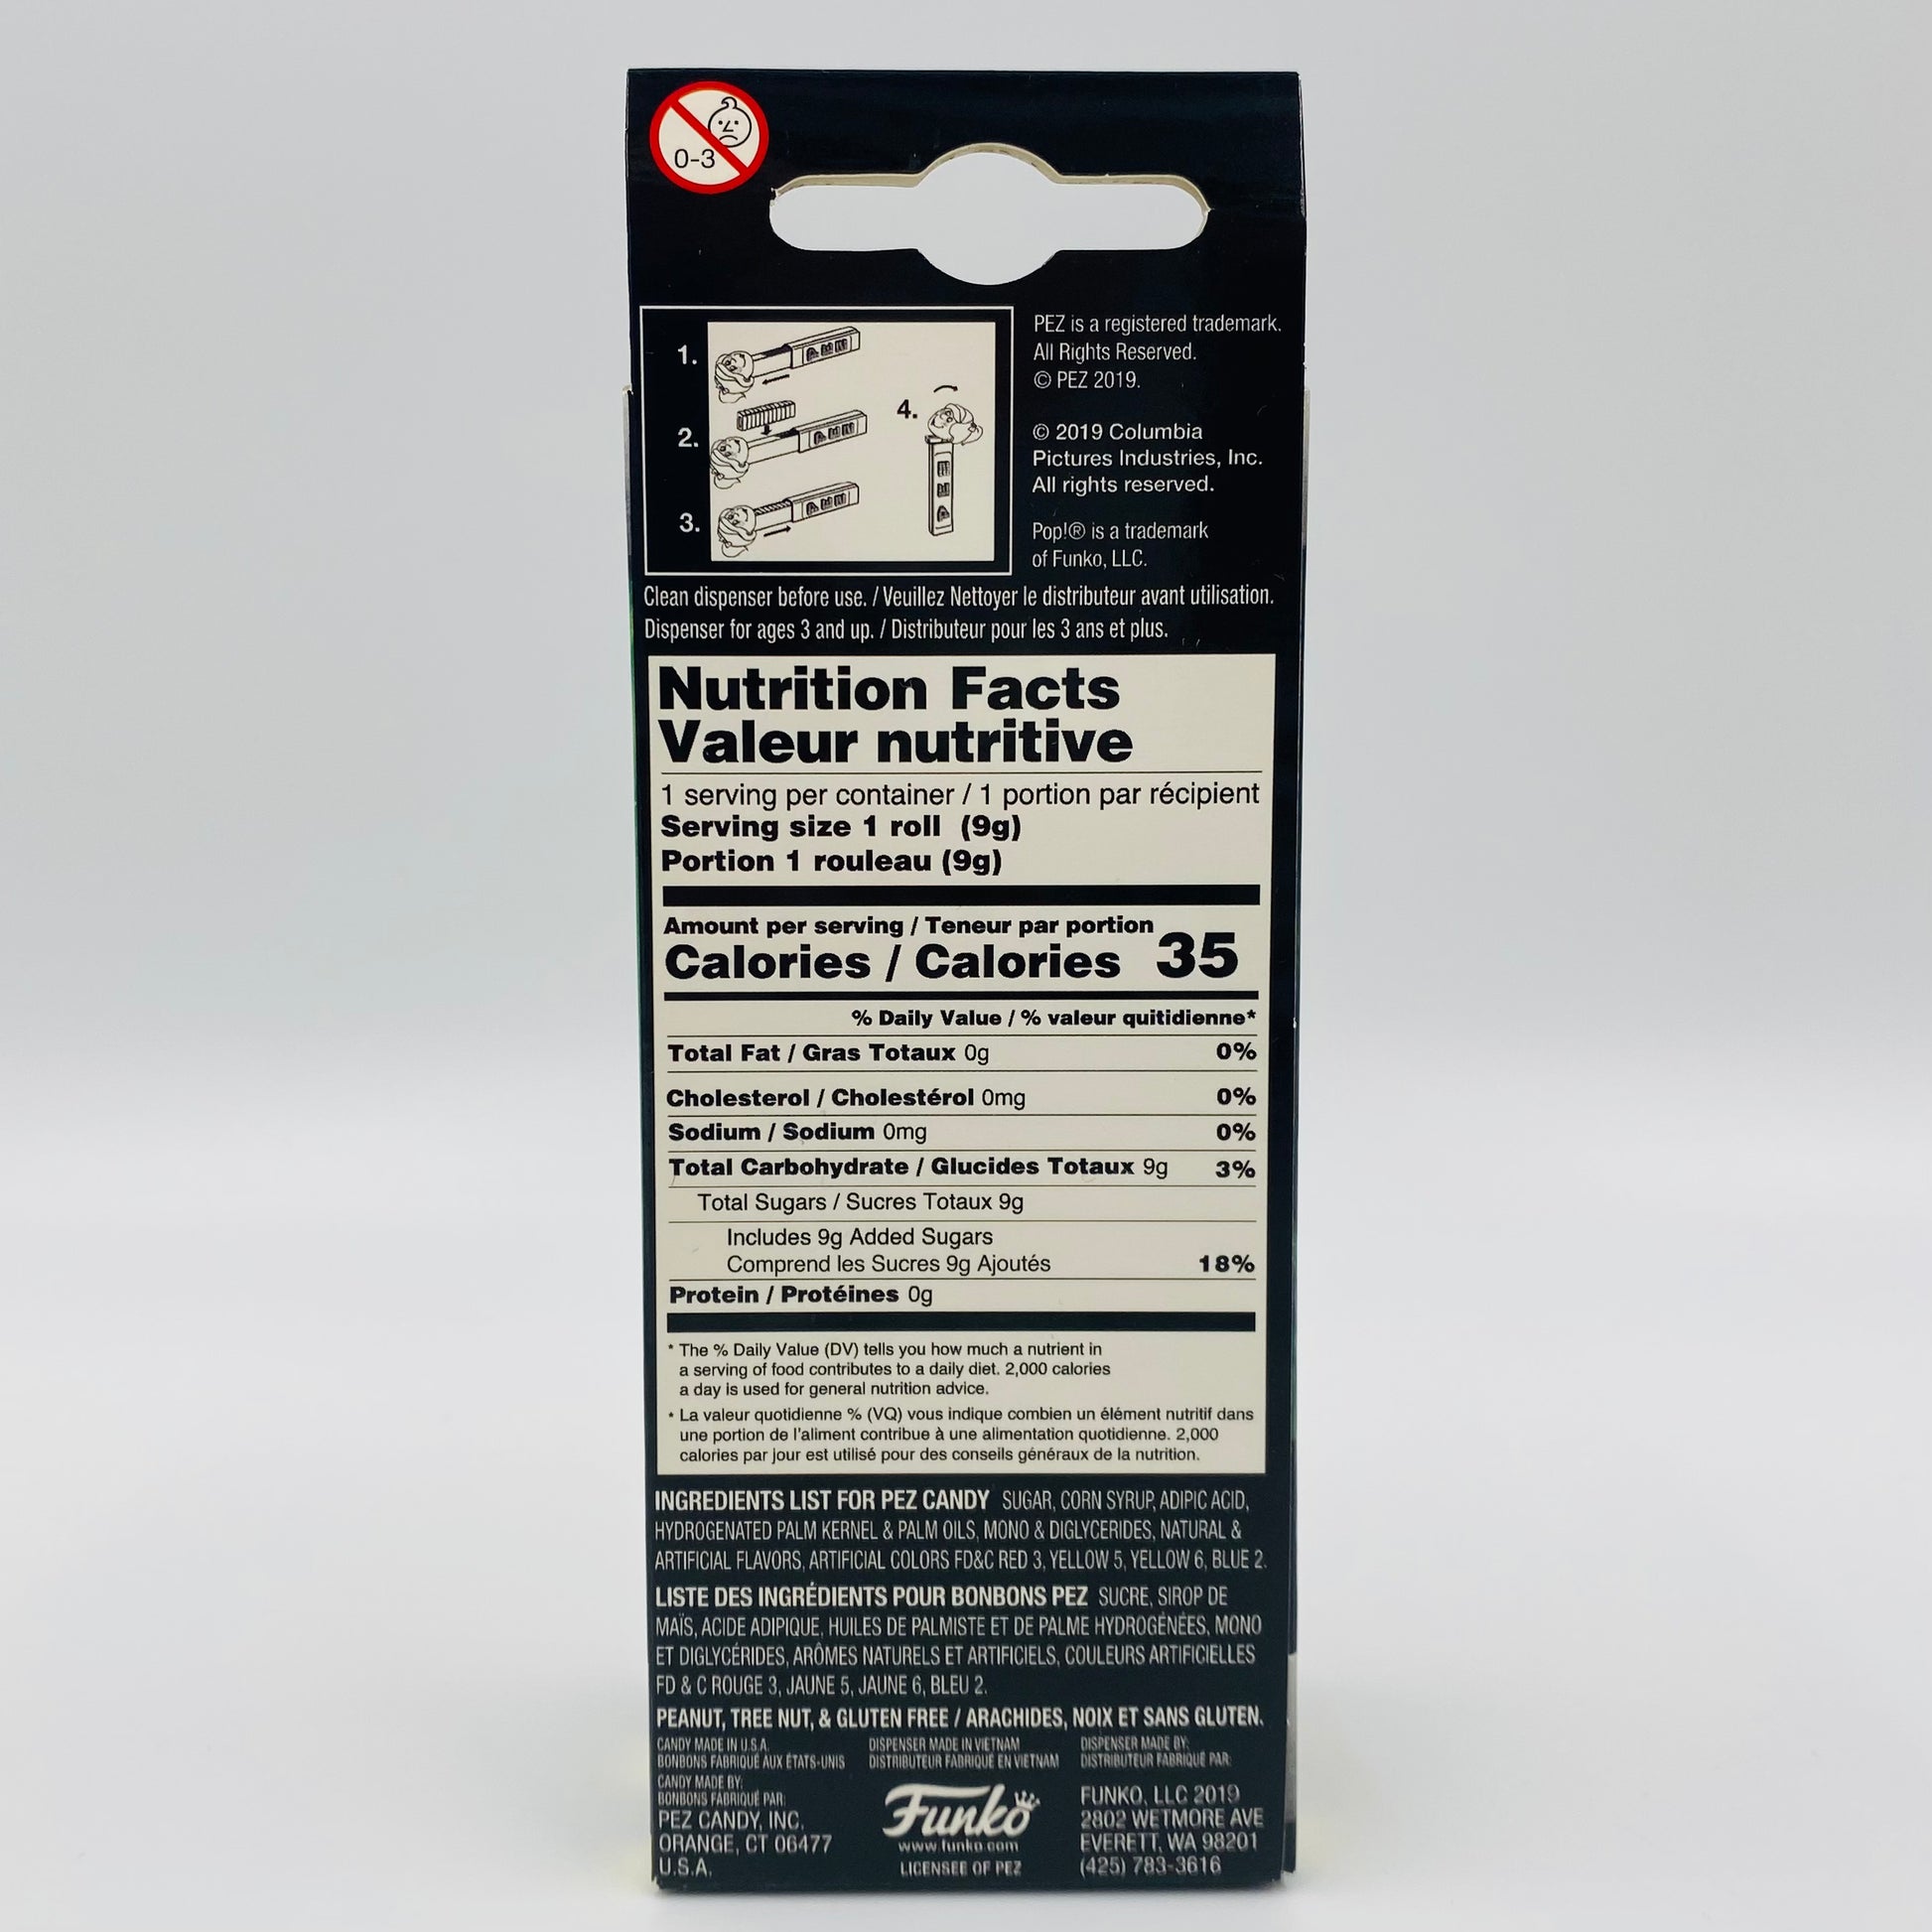 0-3
1.
2.
3.
4.
PEZ is a registered trademark.
All Rights Reserved.
© PEZ 2019.
© 2019 Columbia
Pictures Industries, Inc.
All rights reserved.
Pop!® is a trademark
of Funko, LLC.
Clean dispenser before use. / Veuillez Nettoyer le distributeur avant utilisation.
Dispenser for ages 3 and up. / Distributeur pour les 3 ans et plus.
Nutrition Facts
Valeur nutritive
1 serving per container / 1 portion par récipient
Serving size 1 roll (9g)
Portion 1 rouleau (9g)
Amount per serving / Teneur par portion
Calories / Calories 35
% Daily Value / % valeur quitidienne*
Total Fat / Gras Totaux 0g 0%
Cholesterol / Cholestérol 0mg 0%
Sodium / Sodium 0mg 0%
Total Carbohydrate / Glucides Totaux 9g 3%
Total Sugars / Sucres Totaux 9g
Includes 9g Added Sugars
Comprend les Sucres 9g Ajoutés 18%
Protein / Protéines 0g
* The % Daily Value (DV) tells you how much a nutrient in
a serving of food contributes to a daily diet. 2,000 calories
a day is used for general nutrition advice.
* La valeur quotidienne % (VQ) vous indique combien un élément nutritif dans
une portion de l'aliment contribue à une alimentation quotidienne. 2,000
calories par jour est utilisé pour des conseils généraux de la nutrition.
INGREDIENTS LIST FOR PEZ CANDY SUGAR, CORN SYRUP, ADIPIC ACID,
HYDROGENATED PALM KERNEL & PALM OILS, MONO & DIGLYCERIDES, NATURAL &
ARTIFICIAL FLAVORS, ARTIFICIAL COLORS FD&C RED 3, YELLOW 5, YELLOW 6, BLUE 2.
LISTE DES INGRÉDIENTS POUR BONBONS PEZ SUCRE, SIROP DE
MAÏS, ACIDE ADIPIQUE, HUILES DE PALMISTE ET DE PALME HYDROGÉNÉES, MONO
ET DIGLYCÉRIDES, ARÔMES NATURELS ET ARTIFICIELS, COULEURS ARTIFICIELLES
FD & C ROUGE 3, JAUNE 5, JAUNE 6, BLEU 2.
PEANUT, TREE NUT, & GLUTEN FREE / ARACHIDES, NOIX ET SANS GLUTEN.
CANDY MADE IN U.S.A.
BONBONS FABRIQUÉ AUX ÉTATS-UNIS
CANDY MADE BY:
BONBONS FABRIQUÉ PAR:
PEZ CANDY, INC.
ORANGE, CT 06477
U.S.A.
DISPENSER MADE IN VIETNAM
DISTRIBUTEUR FABRIQUÉ EN VIETNAM
Funko
www.funko.com
LICENSEE OF PEZ
DISPENSER MADE BY:
DISTRIBUTEUR FABRIQUÉ PAR:
FUNKO, LLC 2019
2802 WETMORE AVE
EVERETT, WA 98201
(425) 783-3616